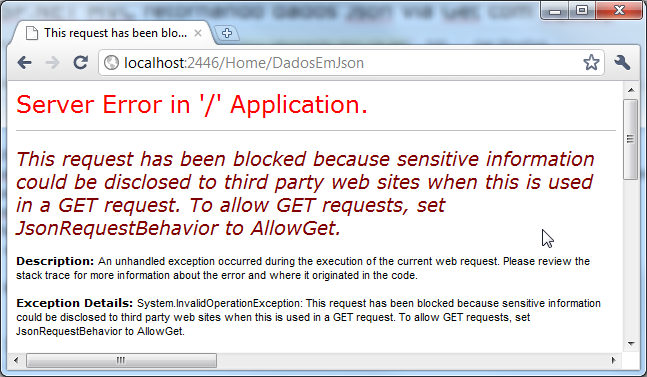 This request has been blo...
localhost:2446/Home/DadosEmJson
Server Error in '/' Application.
This request has been blocked because sensitive information
could be disclosed to third party web sites when this is used
in a GET request. To allow GET requests, set
JsonRequestBehavior to AllowGet.
Description: An unhandled exception occurred during the execution of the current web request. Please review the
stack trace for more information about the error and where it originated in the code.
Exception Details: System.InvalidOperationException: This request has been blocked because sensitive information
could be disclosed to third party web sites when this is used in a GET request. To allow GET requests, set
JsonRequestBehavior to AllowGet.